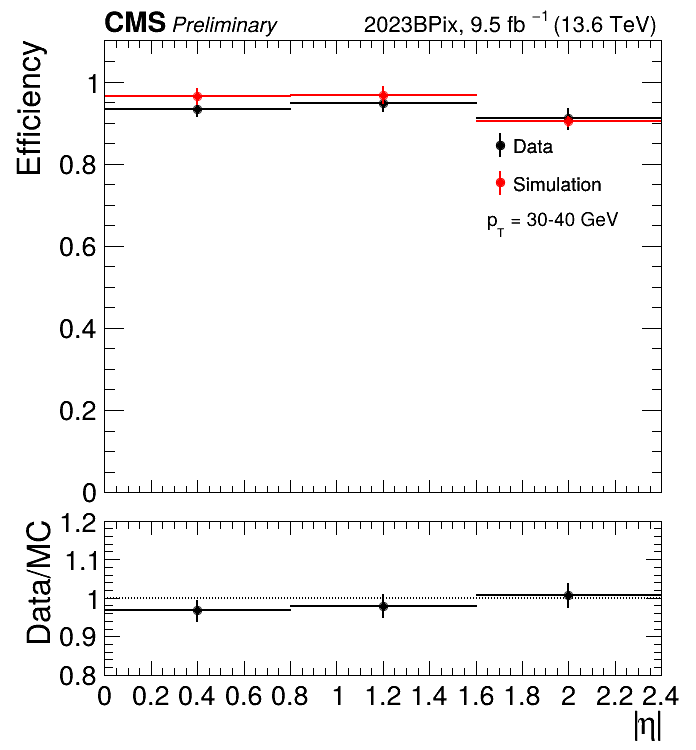 CMS Preliminary 2023BPix, 9.5 fb⁻¹ (13.6 TeV)
Efficiency
1
0.8
0.6
0.4
0.2
0
Data
Simulation
p_T = 30-40 GeV
Data/MC
1.2
1.1
1
0.9
0.8
0 0.2 0.4 0.6 0.8 1 1.2 1.4 1.6 1.8 2 2.2 2.4
|η|